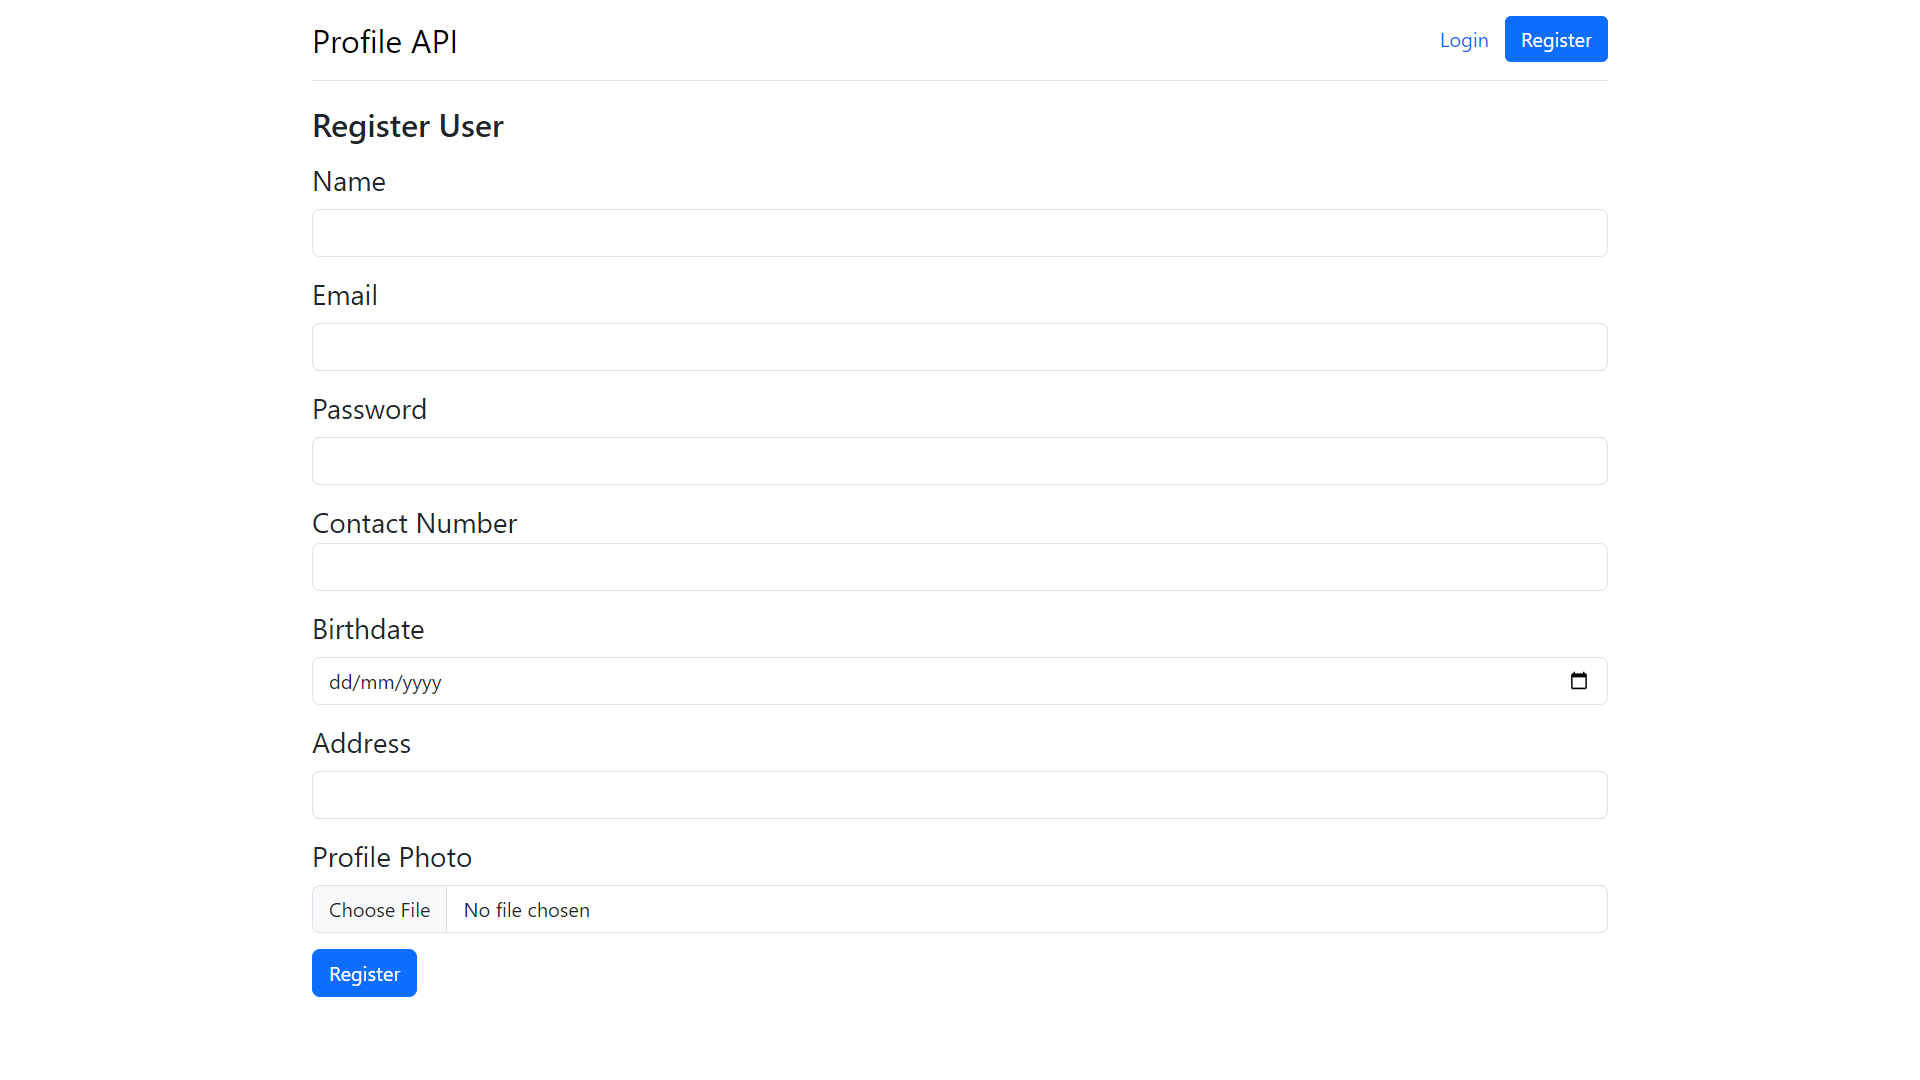 Profile API
Login
Register
Register User
Name
Email
Password
Contact Number
Birthdate
dd/mm/yyyy
Address
Profile Photo
Choose File No file chosen
Register